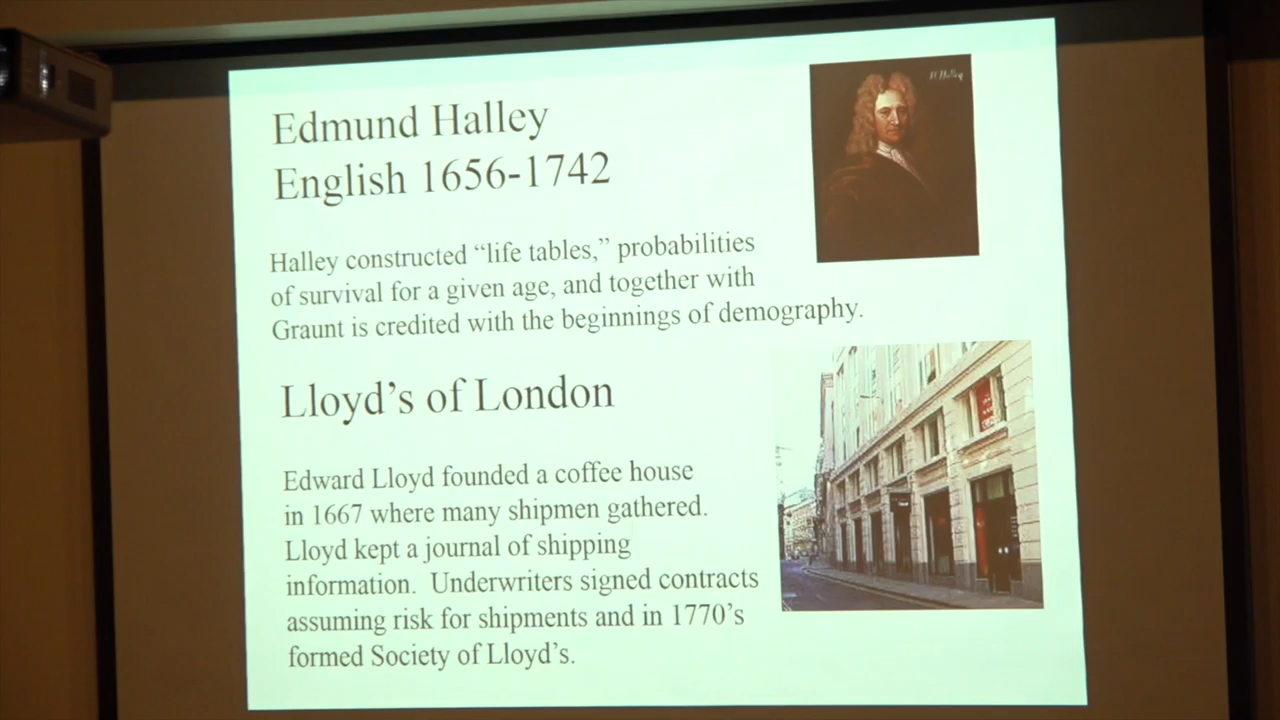 Edmund Halley
English 1656-1742
Halley constructed “life tables,” probabilities
of survival for a given age, and together with
Graunt is credited with the beginnings of demography.
Lloyd’s of London
Edward Lloyd founded a coffee house
in 1667 where many shipmen gathered.
Lloyd kept a journal of shipping
information.  Underwriters signed contracts
assuming risk for shipments and in 1770’s
formed Society of Lloyd’s.